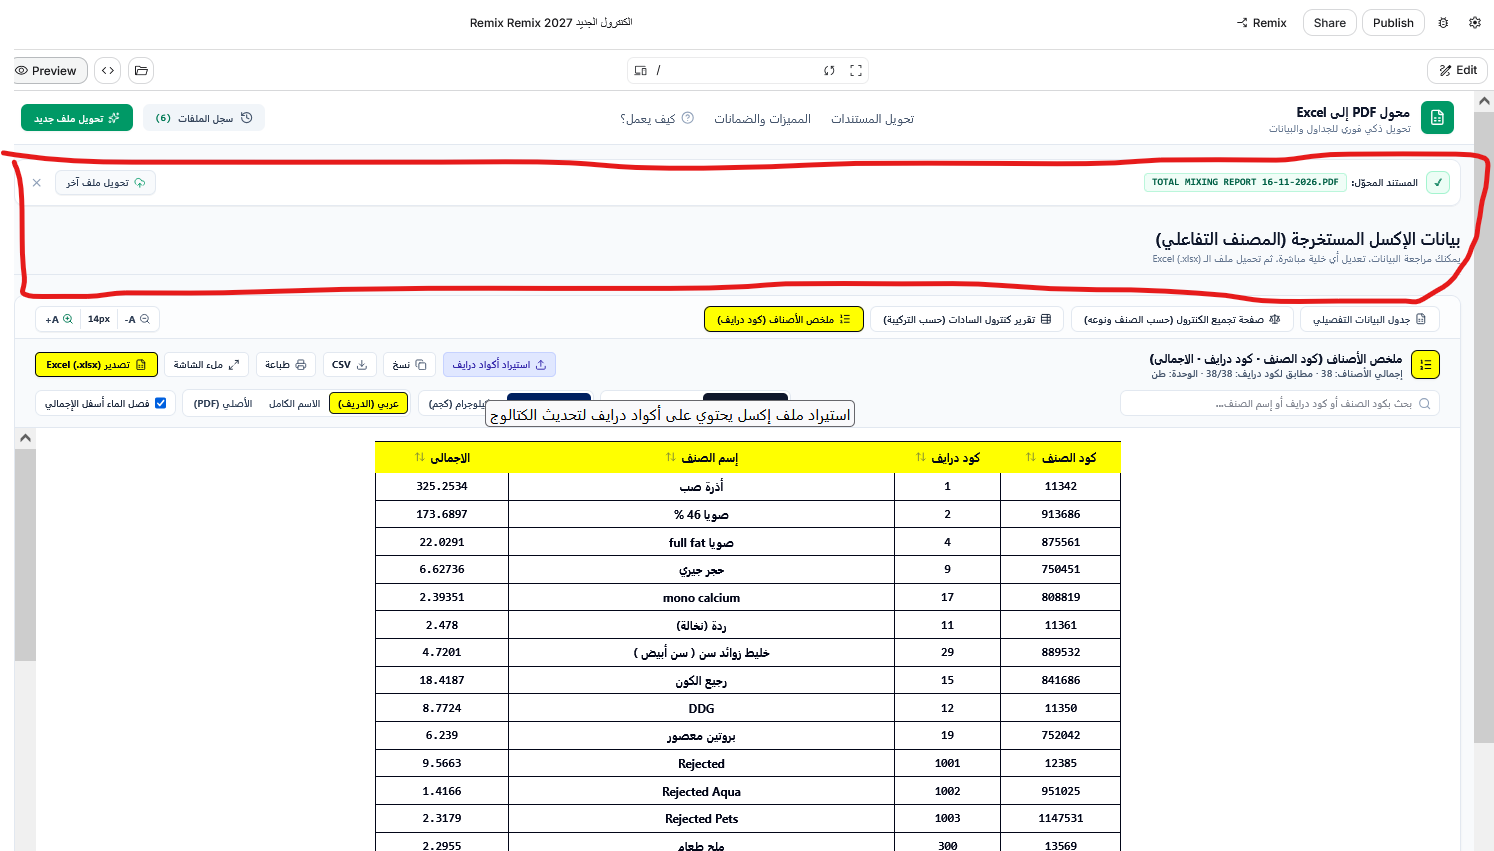 Remix Remix 2027 الكنترول الجديد
Remix
Share
Publish
Preview
/
Edit
محول PDF إلى Excel
تحويل ذكي فوري للجداول والبيانات
تحويل المستندات
المميزات والضمانات
كيف يعمل؟
سجل الملفات (6)
تحويل ملف جديد
المستند المحوّل:
TOTAL MIXING REPORT 16-11-2026.PDF
تحويل ملف آخر
بيانات الإكسل المستخرجة (المصنف التفاعلي)
يمكنك مراجعة البيانات، تعديل أي خلية مباشرة، ثم تحميل ملف الـ Excel (.xlsx)
جدول البيانات التفصيلي
صفحة تجميع الكنترول (حسب الصنف ونوعه)
تقرير كنترول السادات (حسب التركيبة)
ملخص الأصناف (كود درايف)
A-
14px
A+
ملخص الأصناف (كود الصنف - كود درايف - الاجمالى)
إجمالي الأصناف: 38 · مطابق لكود درايف: 38/38 · الوحدة: طن
استيراد أكواد درايف
نسخ
CSV
طباعة
ملء الشاشة
تصدير Excel (.xlsx)
بحث بكود الصنف أو كود درايف أو إسم الصنف...
كيلوجرام (كجم)
عربي (الدريف)
الاسم الكامل
الأصلي (PDF)
فصل الماء أسفل الإجمالي
استيراد ملف إكسل يحتوي على أكواد درايف لتحديث الكتالوج
كود الصنف كود درايف إسم الصنف الاجمالى
11342 1 أذرة صب 325.2534
913686 2 صويا 46 % 173.6897
875561 4 صويا full fat 22.0291
750451 9 حجر جيري 6.62736
808819 17 mono calcium 2.39351
11361 11 ردة (نخالة) 2.478
889532 29 خليط زوائد سن ( سن أبيض ) 4.7201
841686 15 رجيع الكون 18.4187
11350 12 DDG 8.7724
752042 19 بروتين معصور 6.239
12385 1001 Rejected 9.5663
951025 1002 Rejected Aqua 1.4166
1147531 1003 Rejected Pets 2.3179
13569 300 ملح طعام 2.2955